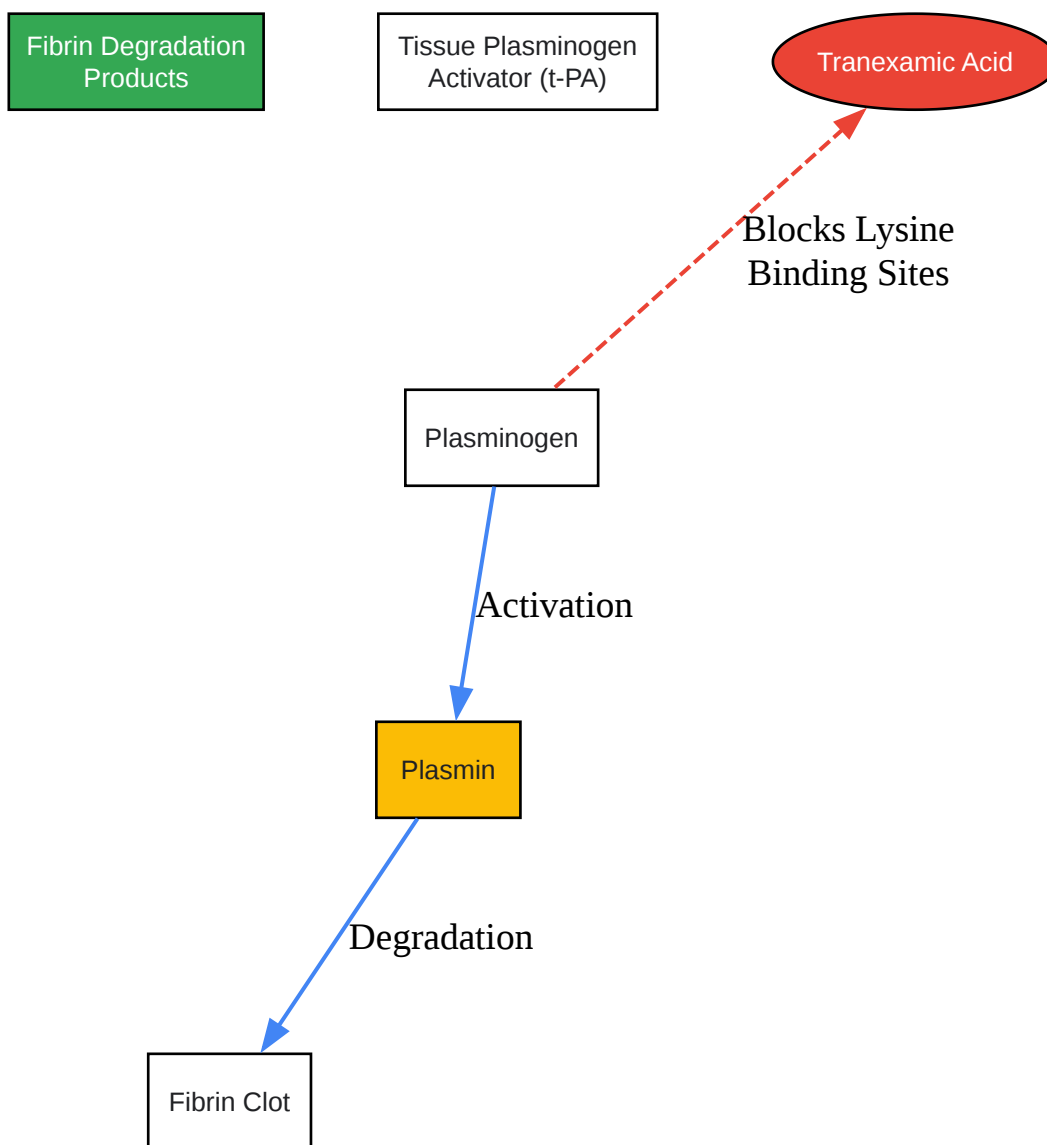 Fibrin Degradation
Products
Tissue Plasminogen
Activator (t-PA)
Tranexamic Acid
Blocks Lysine
Binding Sites
Plasminogen
Activation
Plasmin
Degradation
Fibrin Clot